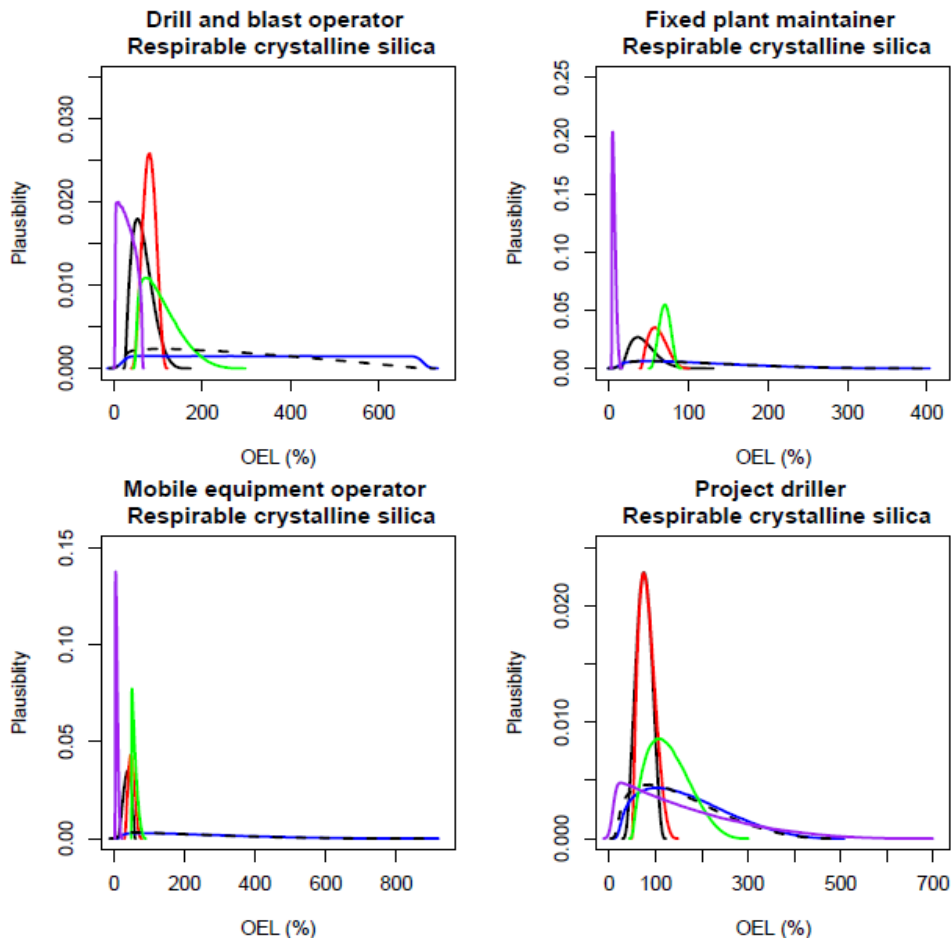 Drill and blast operator
Respirable crystalline silica
Plausiblity
0.000 0.010 0.020 0.030
0 200 400 600
OEL (%)
Fixed plant maintainer
Respirable crystalline silica
Plausiblity
0.00 0.05 0.10 0.15 0.20 0.25
0 100 200 300 400
OEL (%)
Mobile equipment operator
Respirable crystalline silica
Plausiblity
0.00 0.05 0.10 0.15
0 200 400 600 800
OEL (%)
Project driller
Respirable crystalline silica
Plausiblity
0.000 0.010 0.020
0 100 300 500 700
OEL (%)